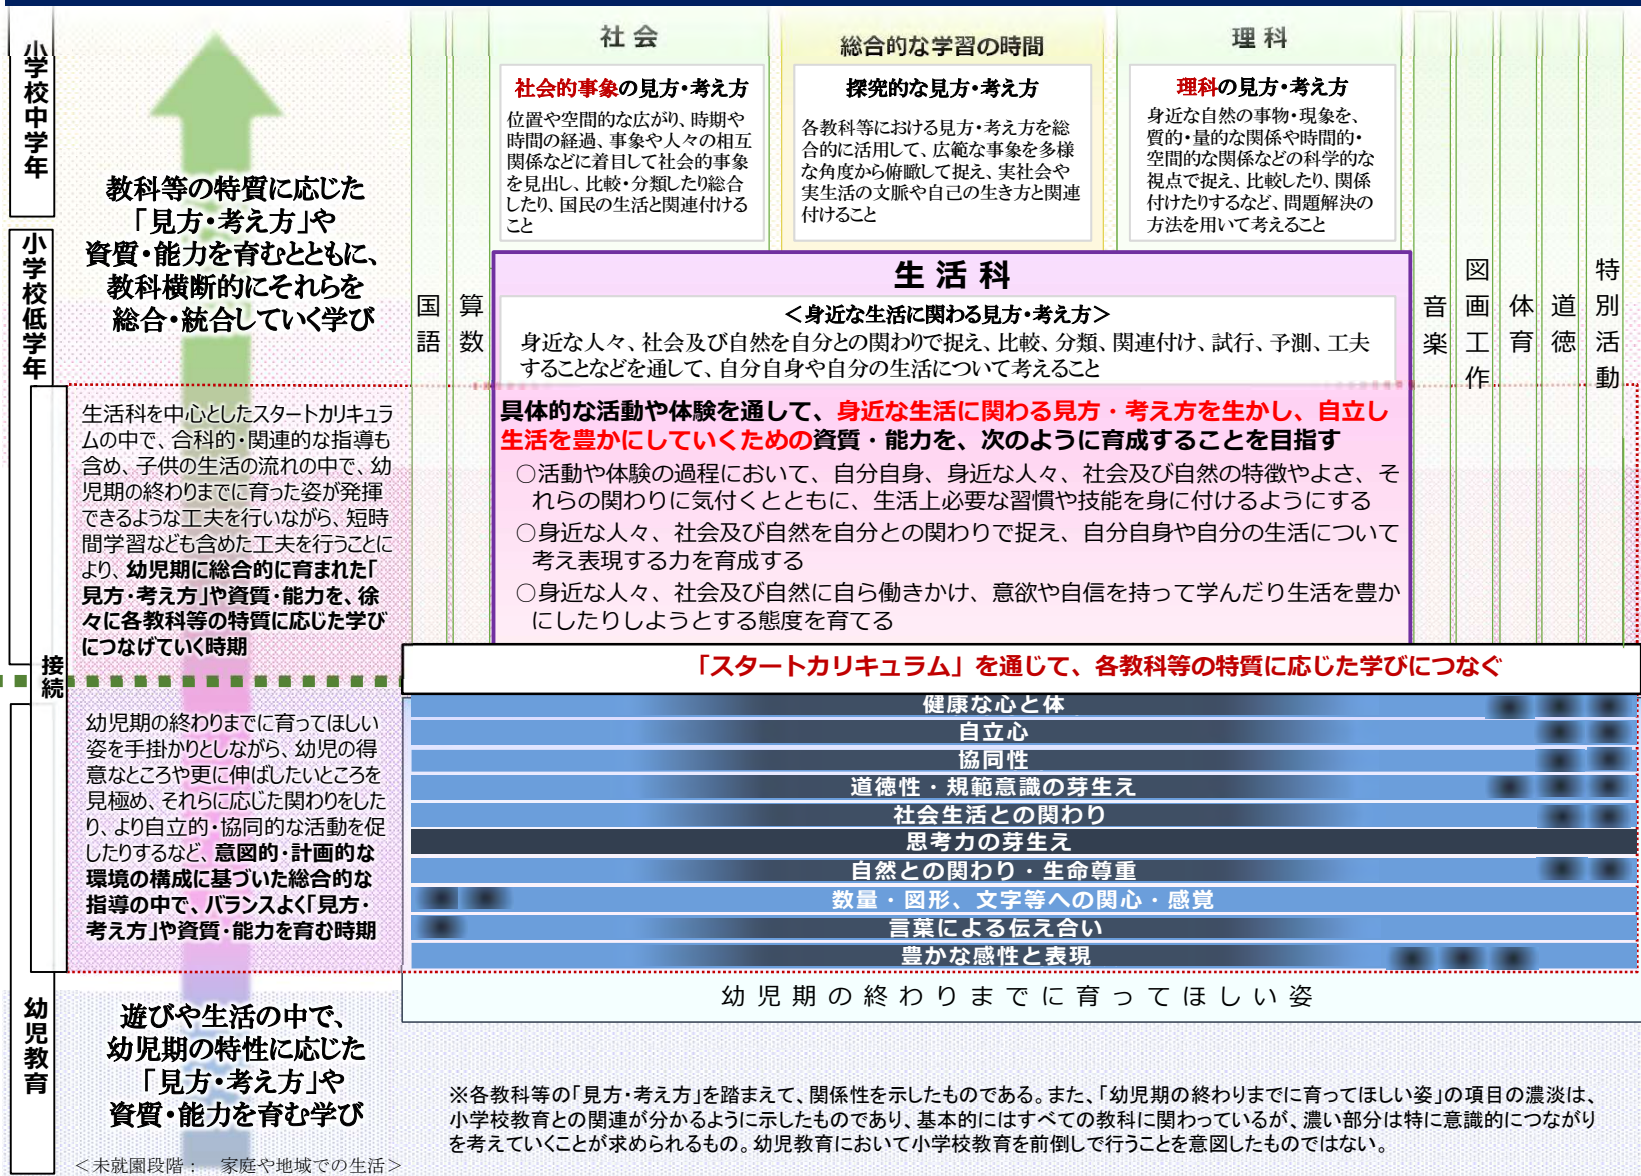 小学校中学年
教科等の特質に応じた
「見方・考え方」や
資質・能力を育むとともに、
教科横断的にそれらを
総合・統合していく学び
社会
社会的事象の見方・考え方
位置や空間的な広がり、時期や
時間の経過、事象や人々の相互
関係などに着目して社会的事象
を見出し、比較・分類したり総合
したり、国民の生活と関連付ける
こと
総合的な学習の時間
探究的な見方・考え方
各教科等における見方・考え方を総
合的に活用して、広範な事象を多様
な角度から俯瞰して捉え、実社会や
実生活の文脈や自己の生き方と関連
付けること
理科
理科の見方・考え方
身近な自然の事物・現象を、
質的・量的な関係や時間的・
空間的な関係などの科学的な
視点で捉え、比較したり、関係
付けたりするなど、問題解決の
方法を用いて考えること
小学校低学年
国語
算数
生活科
＜身近な生活に関わる見方・考え方＞
身近な人々、社会及び自然を自分との関わりで捉え、比較、分類、関連付け、試行、予測、工夫
することなどを通して、自分自身や自分の生活について考えること
具体的な活動や体験を通して、身近な生活に関わる見方・考え方を生かし、自立し
生活を豊かにしていくための資質・能力を、次のように育成することを目指す
○活動や体験の過程において、自分自身、身近な人々、社会及び自然の特徴やよさ、そ
れらの関わりに気付くとともに、生活上必要な習慣や技能を身に付けるようにする
○身近な人々、社会及び自然を自分との関わりで捉え、自分自身や自分の生活について
考え表現する力を育成する
○身近な人々、社会及び自然に自ら働きかけ、意欲や自信を持って学んだり生活を豊か
にしたりしようとする態度を育てる
音楽
図画工作
体育
道徳
特別活動
生活科を中心としたスタートカリキュラ
ムの中で、合科的・関連的な指導も
含め、子供の生活の流れの中で、幼
児期の終わりまでに育った姿が発揮
できるような工夫を行いながら、短時
間学習なども含めた工夫を行うことに
より、幼児期に総合的に育まれた「
見方・考え方」や資質・能力を、徐
々に各教科等の特質に応じた学び
につなげていく時期
接続
「スタートカリキュラム」を通じて、各教科等の特質に応じた学びにつなぐ
幼児期の終わりまでに育ってほしい
姿を手掛かりとしながら、幼児の得
意なところや更に伸ばしたいところを
見極め、それらに応じた関わりをした
り、より自立的・協同的な活動を促
したりするなど、意図的・計画的な
環境の構成に基づいた総合的な
指導の中で、バランスよく「見方・
考え方」や資質・能力を育む時期
健康な心と体
自立心
協同性
道徳性・規範意識の芽生え
社会生活との関わり
思考力の芽生え
自然との関わり・生命尊重
数量・図形、文字等への関心・感覚
言葉による伝え合い
豊かな感性と表現
幼児期の終わりまでに育ってほしい姿
幼児教育
遊びや生活の中で、
幼児期の特性に応じた
「見方・考え方」や
資質・能力を育む学び
＜未就園段階：　家庭や地域での生活＞
※各教科等の「見方・考え方」を踏まえて、関係性を示したものである。また、「幼児期の終わりまでに育ってほしい姿」の項目の濃淡は、
小学校教育との関連が分かるように示したものであり、基本的にはすべての教科に関わっているが、濃い部分は特に意識的につながり
を考えていくことが求められるもの。幼児教育において小学校教育を前倒しで行うことを意図したものではない。